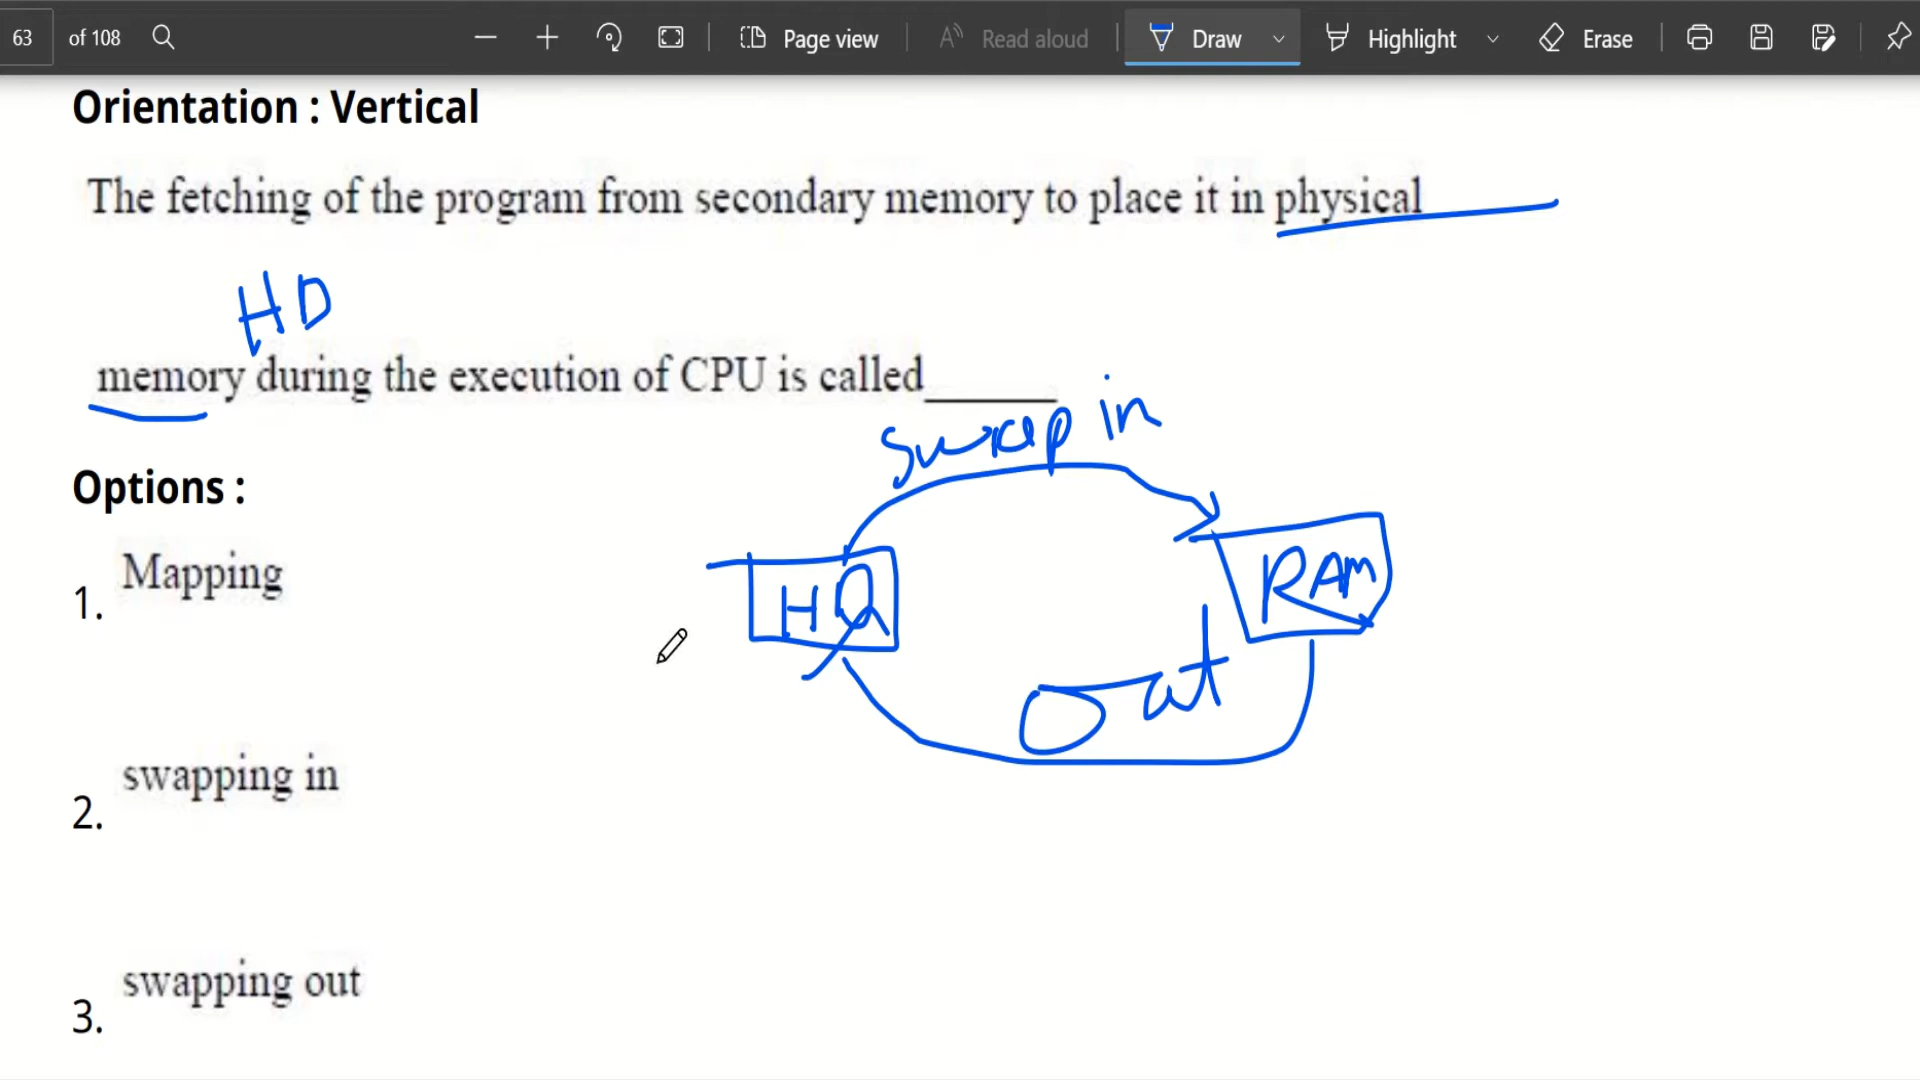 63 of 108 Page view Read aloud Draw Highlight Erase
Orientation : Vertical
The fetching of the program from secondary memory to place it in physical
HD
memory during the execution of CPU is called______
swap in
Options :
Mapping
1.
RAM
out
swapping in
2.
swapping out
3.